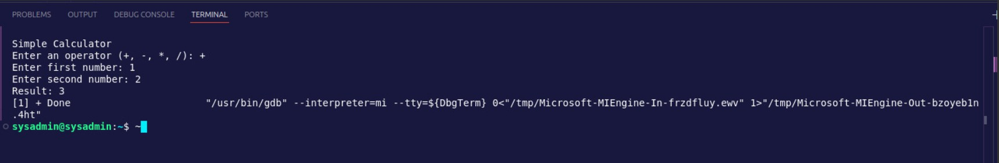 PROBLEMS OUTPUT DEBUG CONSOLE TERMINAL PORTS
Simple Calculator
Enter an operator (+, -, *, /): +
Enter first number: 1
Enter second number: 2
Result: 3
[1] + Done                       "/usr/bin/gdb" --interpreter=mi --tty=${DbgTerm} 0<"/tmp/Microsoft-MIEngine-In-frzdfluy.ewv" 1>"/tmp/Microsoft-MIEngine-Out-bzoyeb1n
.4ht"
sysadmin@sysadmin:~$ ~